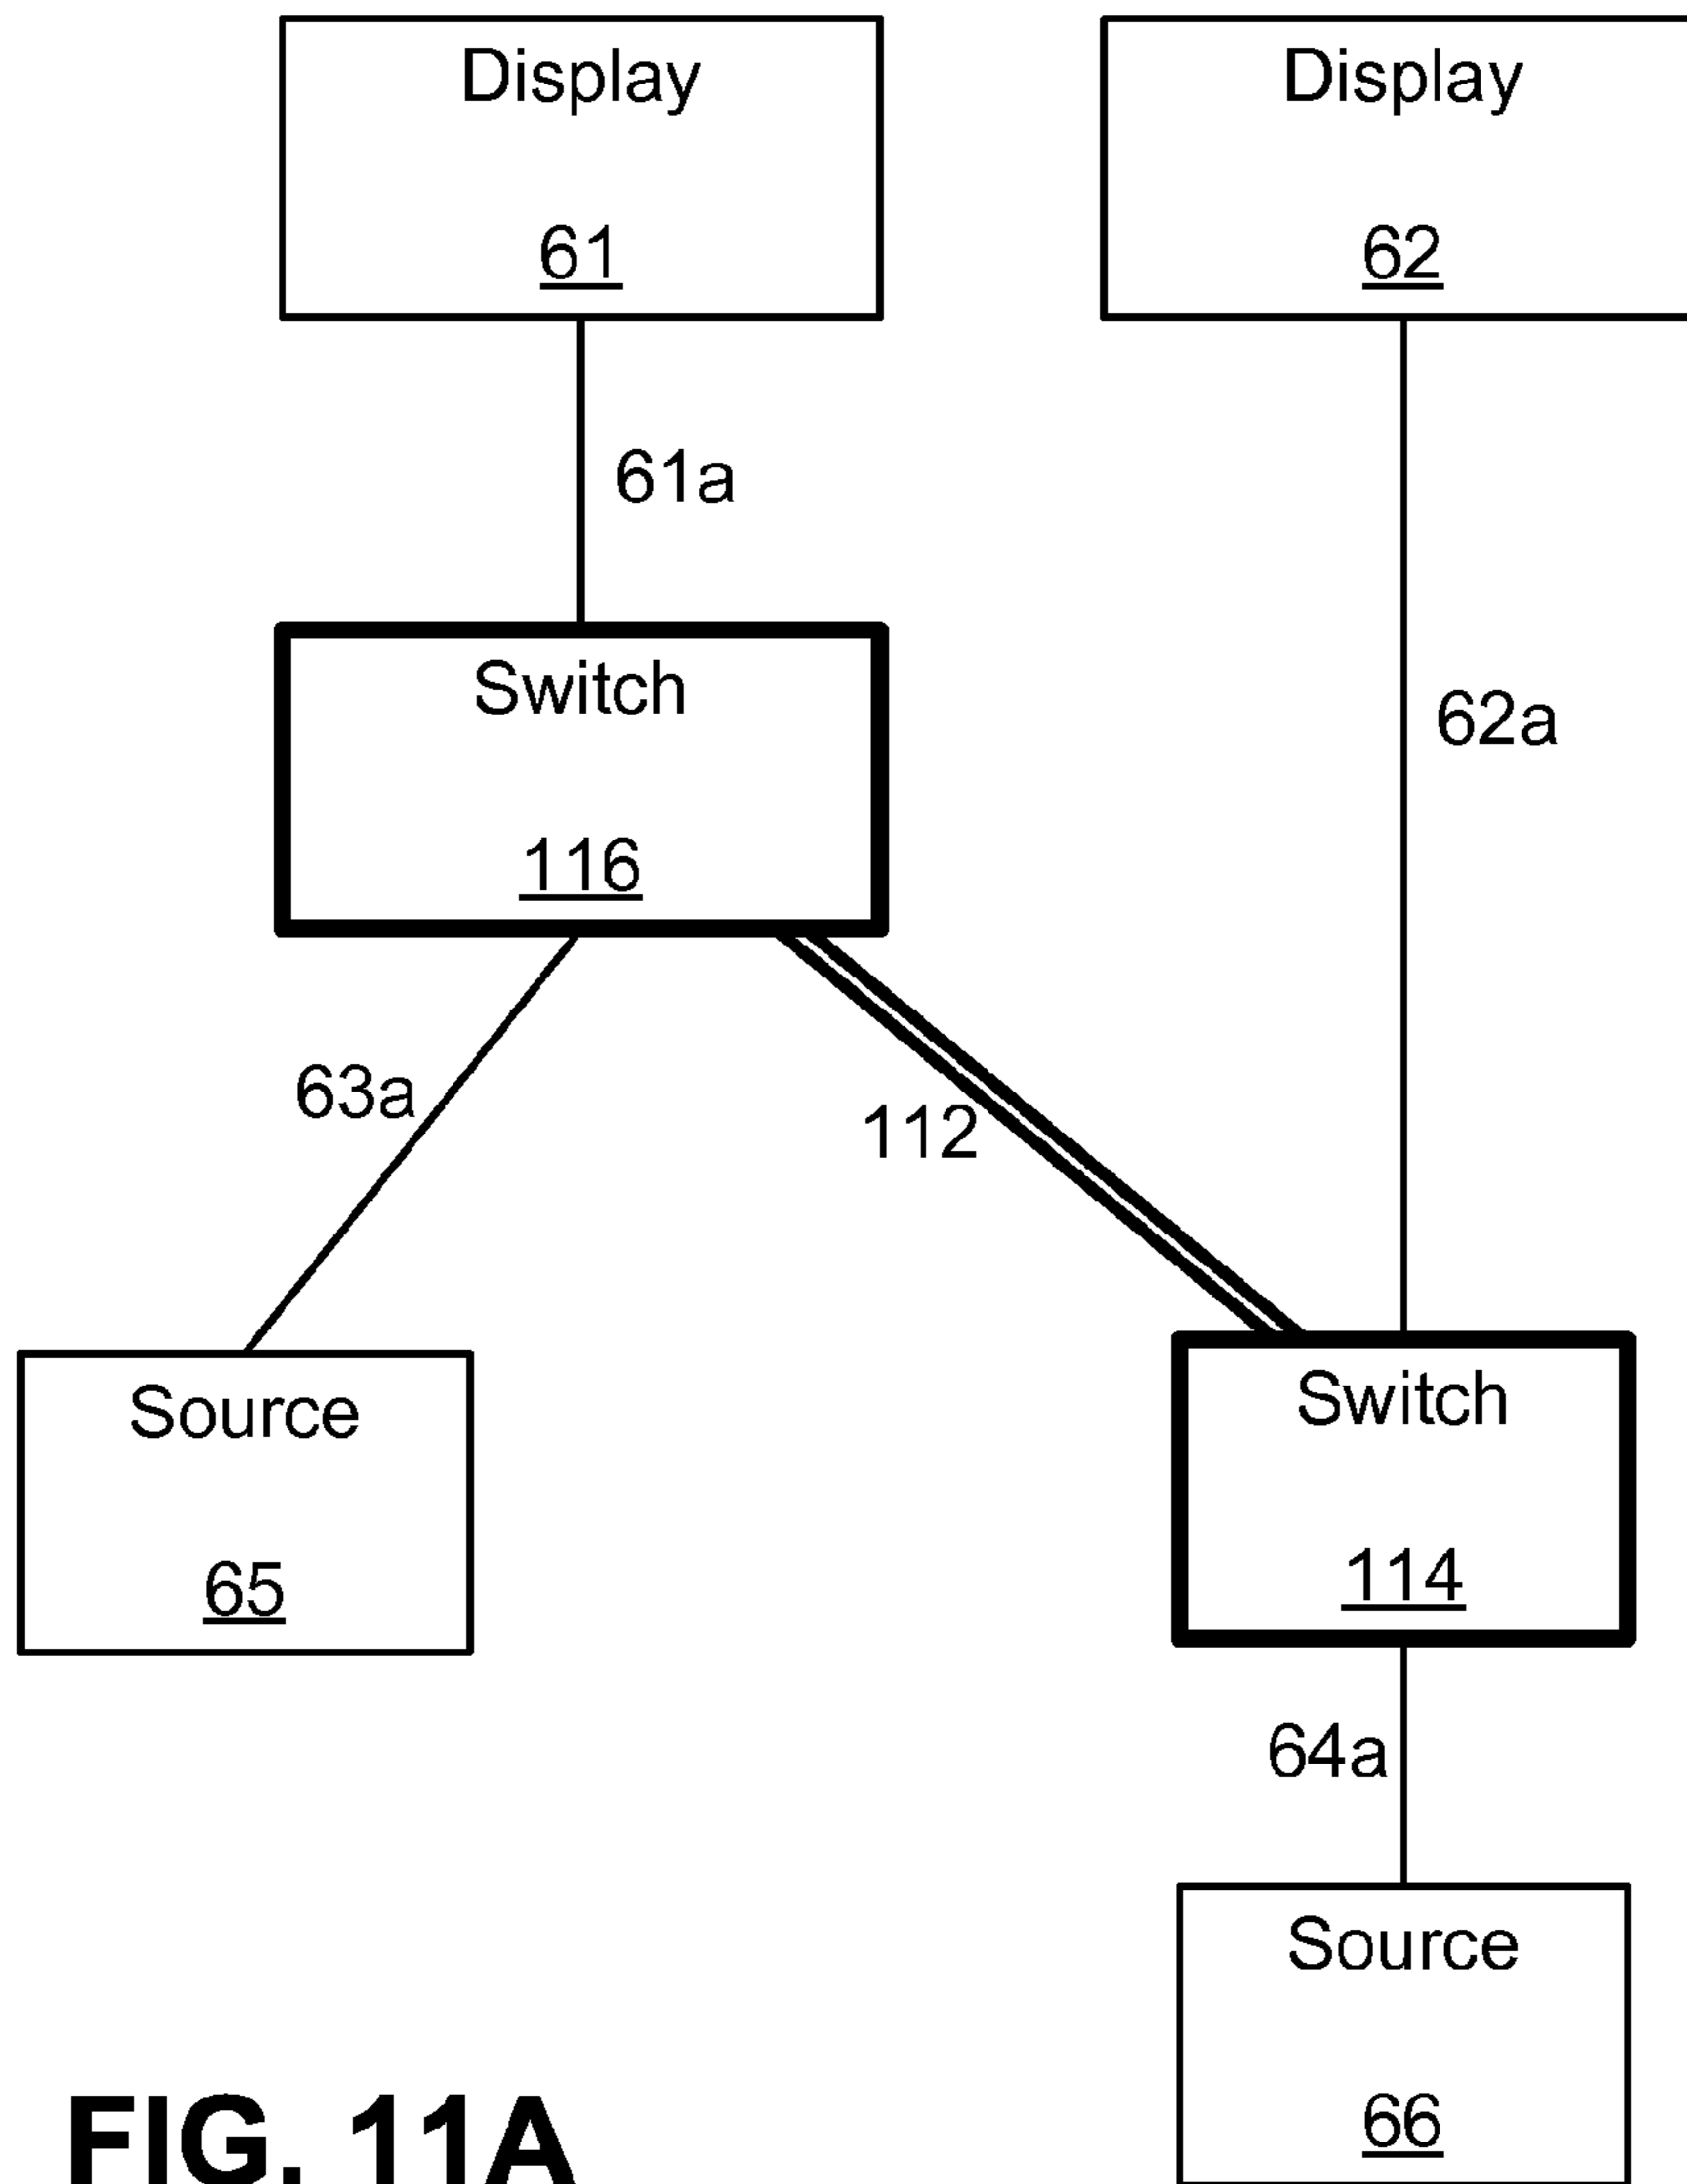 Display
61
Display
62
61a
62a
Switch
116
63a
112
Source
65
Switch
114
64a
Source
66
FIG. 11A